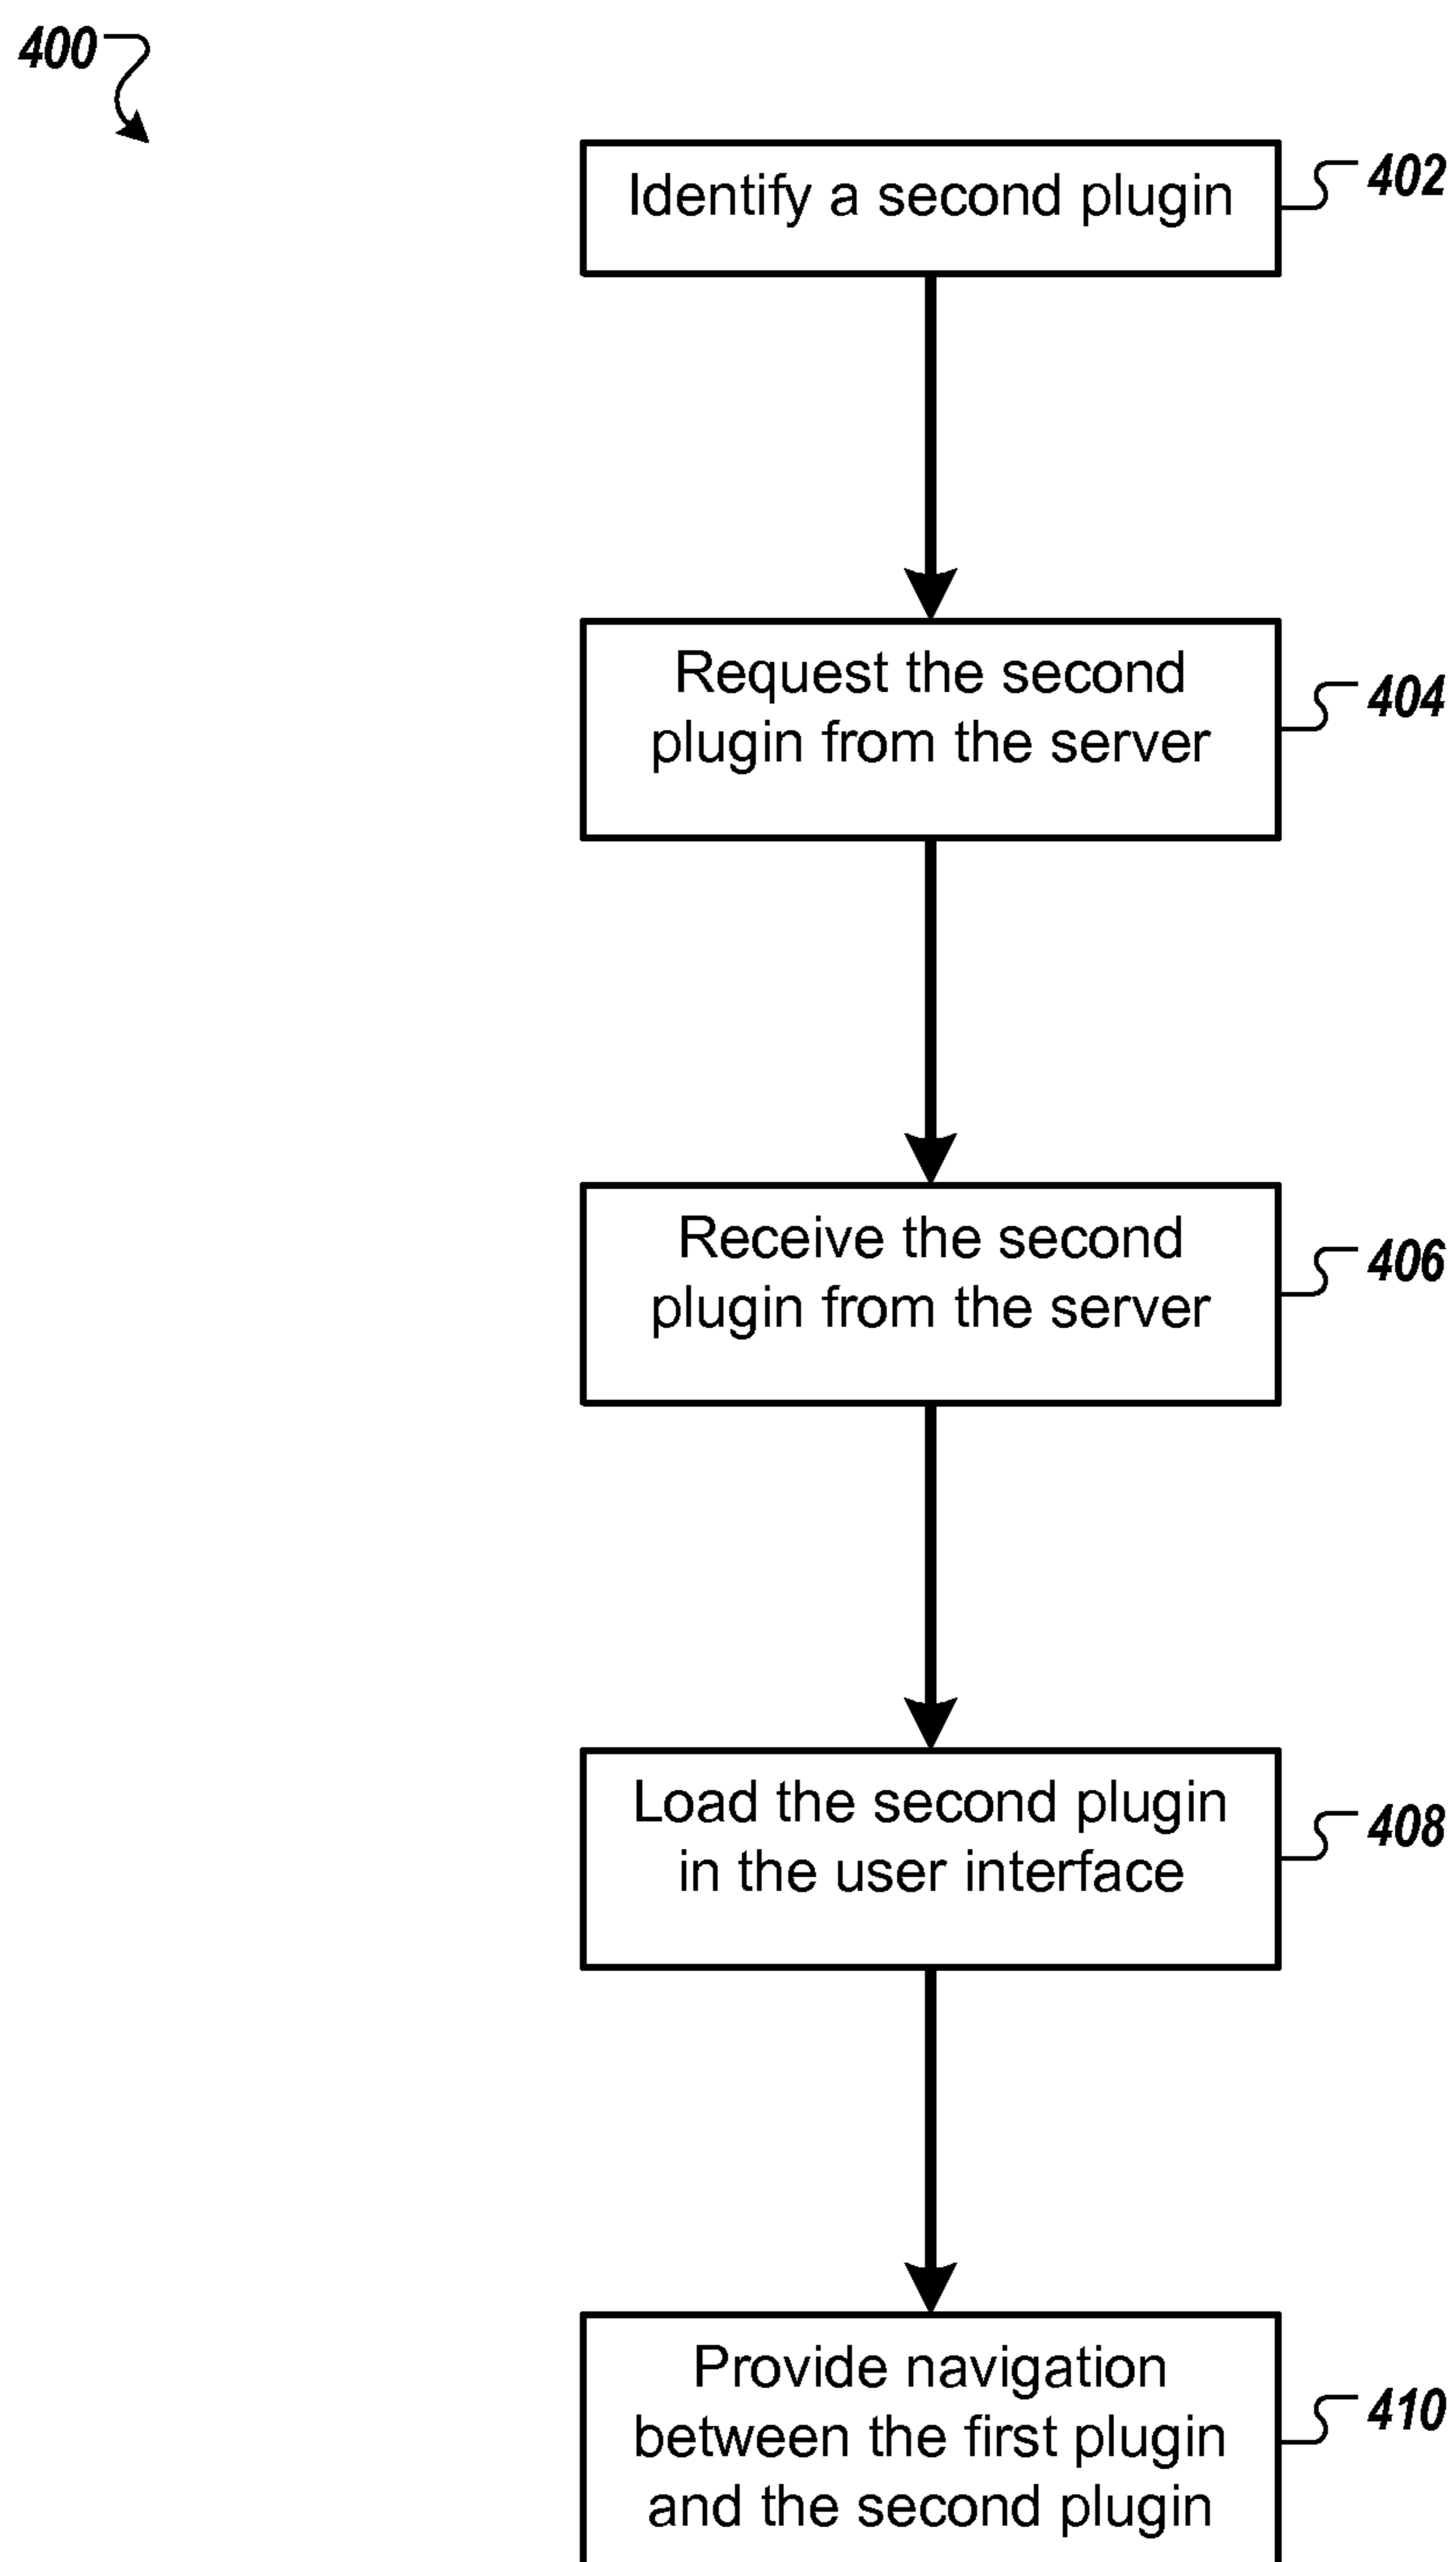 400
Identify a second plugin
402
Request the second
plugin from the server
404
Receive the second
plugin from the server
406
Load the second plugin
in the user interface
408
Provide navigation
between the first plugin
and the second plugin
410